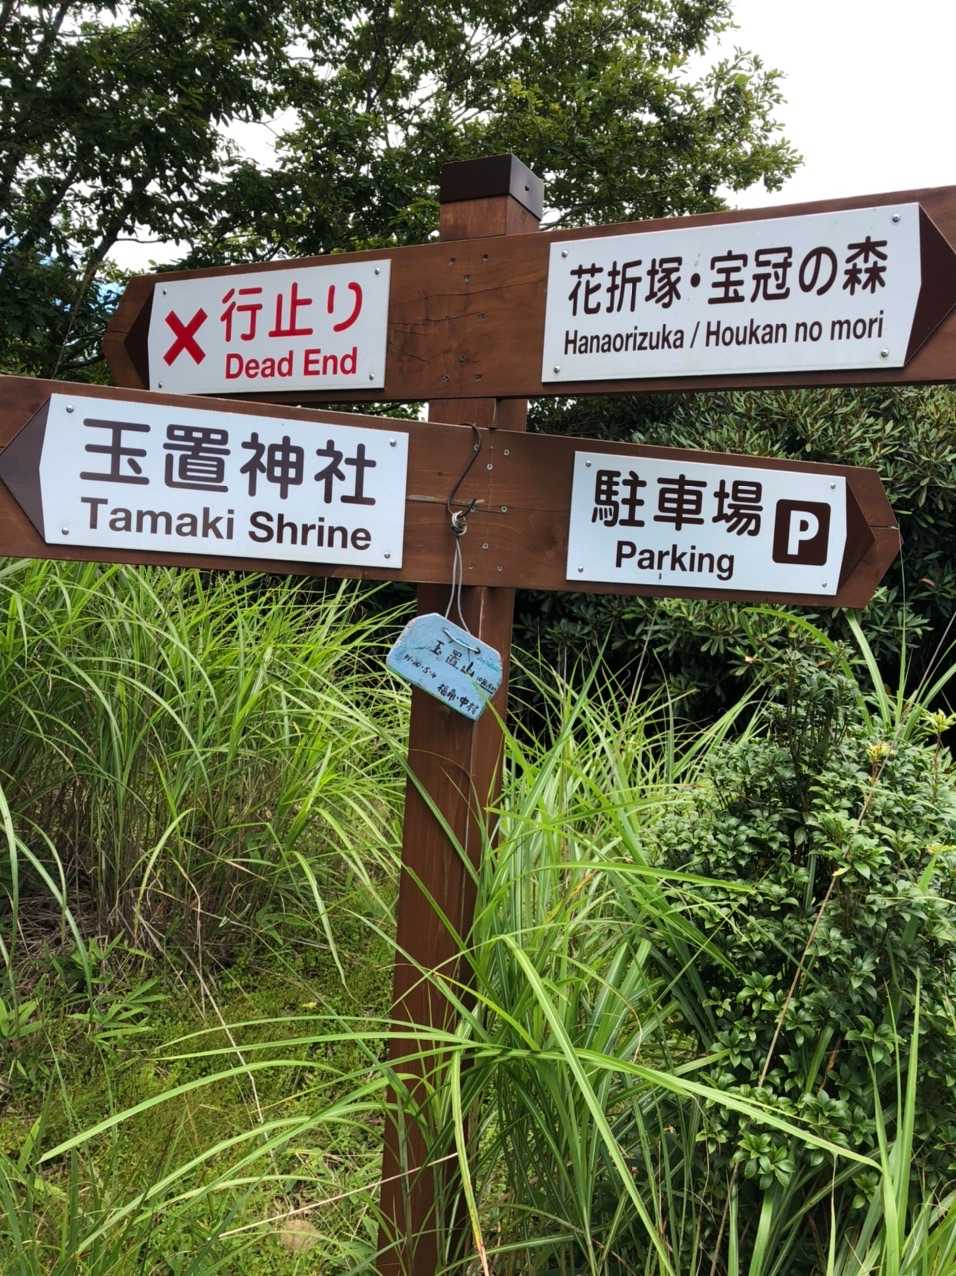 ×行止り
Dead End
花折塚・宝冠の森
Hanaorizuka / Houkan no mori
玉置神社
Tamaki Shrine
駐車場 P
Parking
玉置山